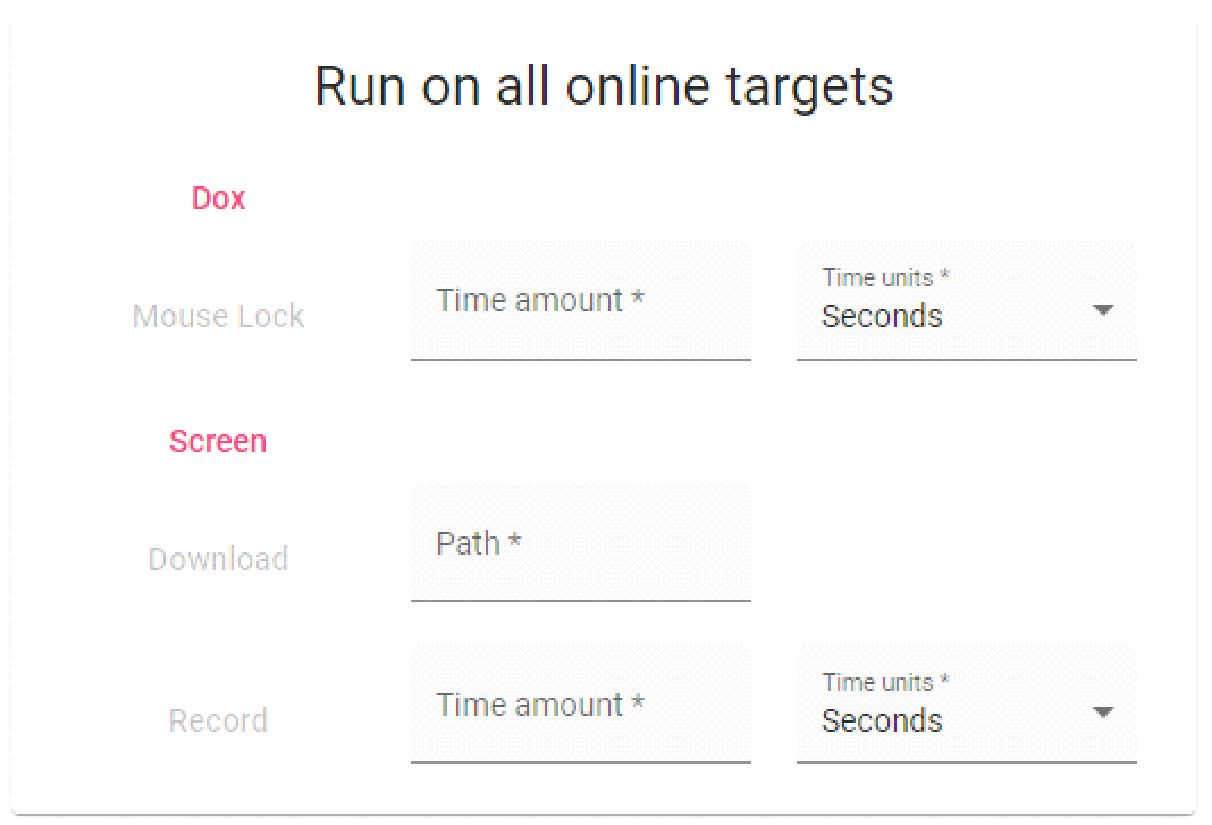 Run on all online targets
Dox
Mouse Lock
Time amount *
Time units *
Seconds
Screen
Download
Path *
Record
Time amount *
Time units *
Seconds